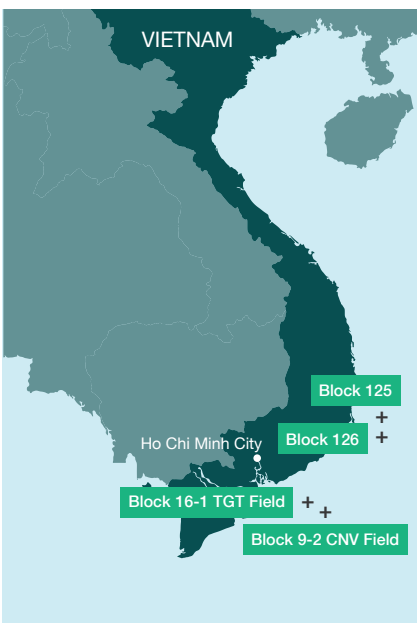 VIETNAM
Block 125
Block 126
Ho Chi Minh City
Block 16-1 TGT Field
Block 9-2 CNV Field